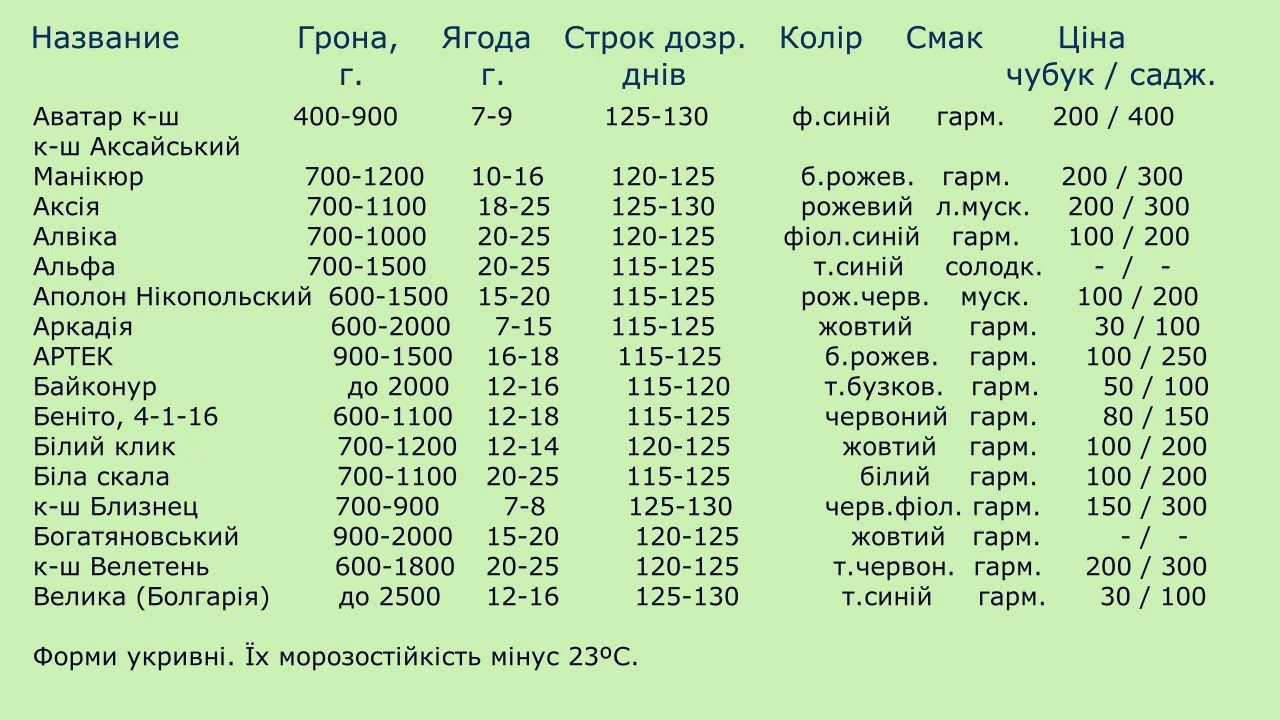 Название Грона, Ягода Строк дозр. Колір Смак Ціна
г. г. днів чубук / садж.
Аватар к-ш 400-900 7-9 125-130 ф.синій гарм. 200 / 400
к-ш Аксайський
Манікюр 700-1200 10-16 120-125 б.рожев. гарм. 200 / 300
Аксія 700-1100 18-25 125-130 рожевий л.муск. 200 / 300
Алвіка 700-1000 20-25 120-125 фіол.синій гарм. 100 / 200
Альфа 700-1500 20-25 115-125 т.синій солодк. - / -
Аполон Нікопольский 600-1500 15-20 115-125 рож.черв. муск. 100 / 200
Аркадія 600-2000 7-15 115-125 жовтий гарм. 30 / 100
АРТЕК 900-1500 16-18 115-125 б.рожев. гарм. 100 / 250
Байконур до 2000 12-16 115-120 т.бузков. гарм. 50 / 100
Беніто, 4-1-16 600-1100 12-18 115-125 червоний гарм. 80 / 150
Білий клик 700-1200 12-14 120-125 жовтий гарм. 100 / 200
Біла скала 700-1100 20-25 115-125 білий гарм. 100 / 200
к-ш Близнец 700-900 7-8 125-130 черв.фіол. гарм. 150 / 300
Богатяновський 900-2000 15-20 120-125 жовтий гарм. - / -
к-ш Велетень 600-1800 20-25 120-125 т.червон. гарм. 200 / 300
Велика (Болгарія) до 2500 12-16 125-130 т.синій гарм. 30 / 100
Форми укривні. Їх морозостійкість мінус 23ºС.